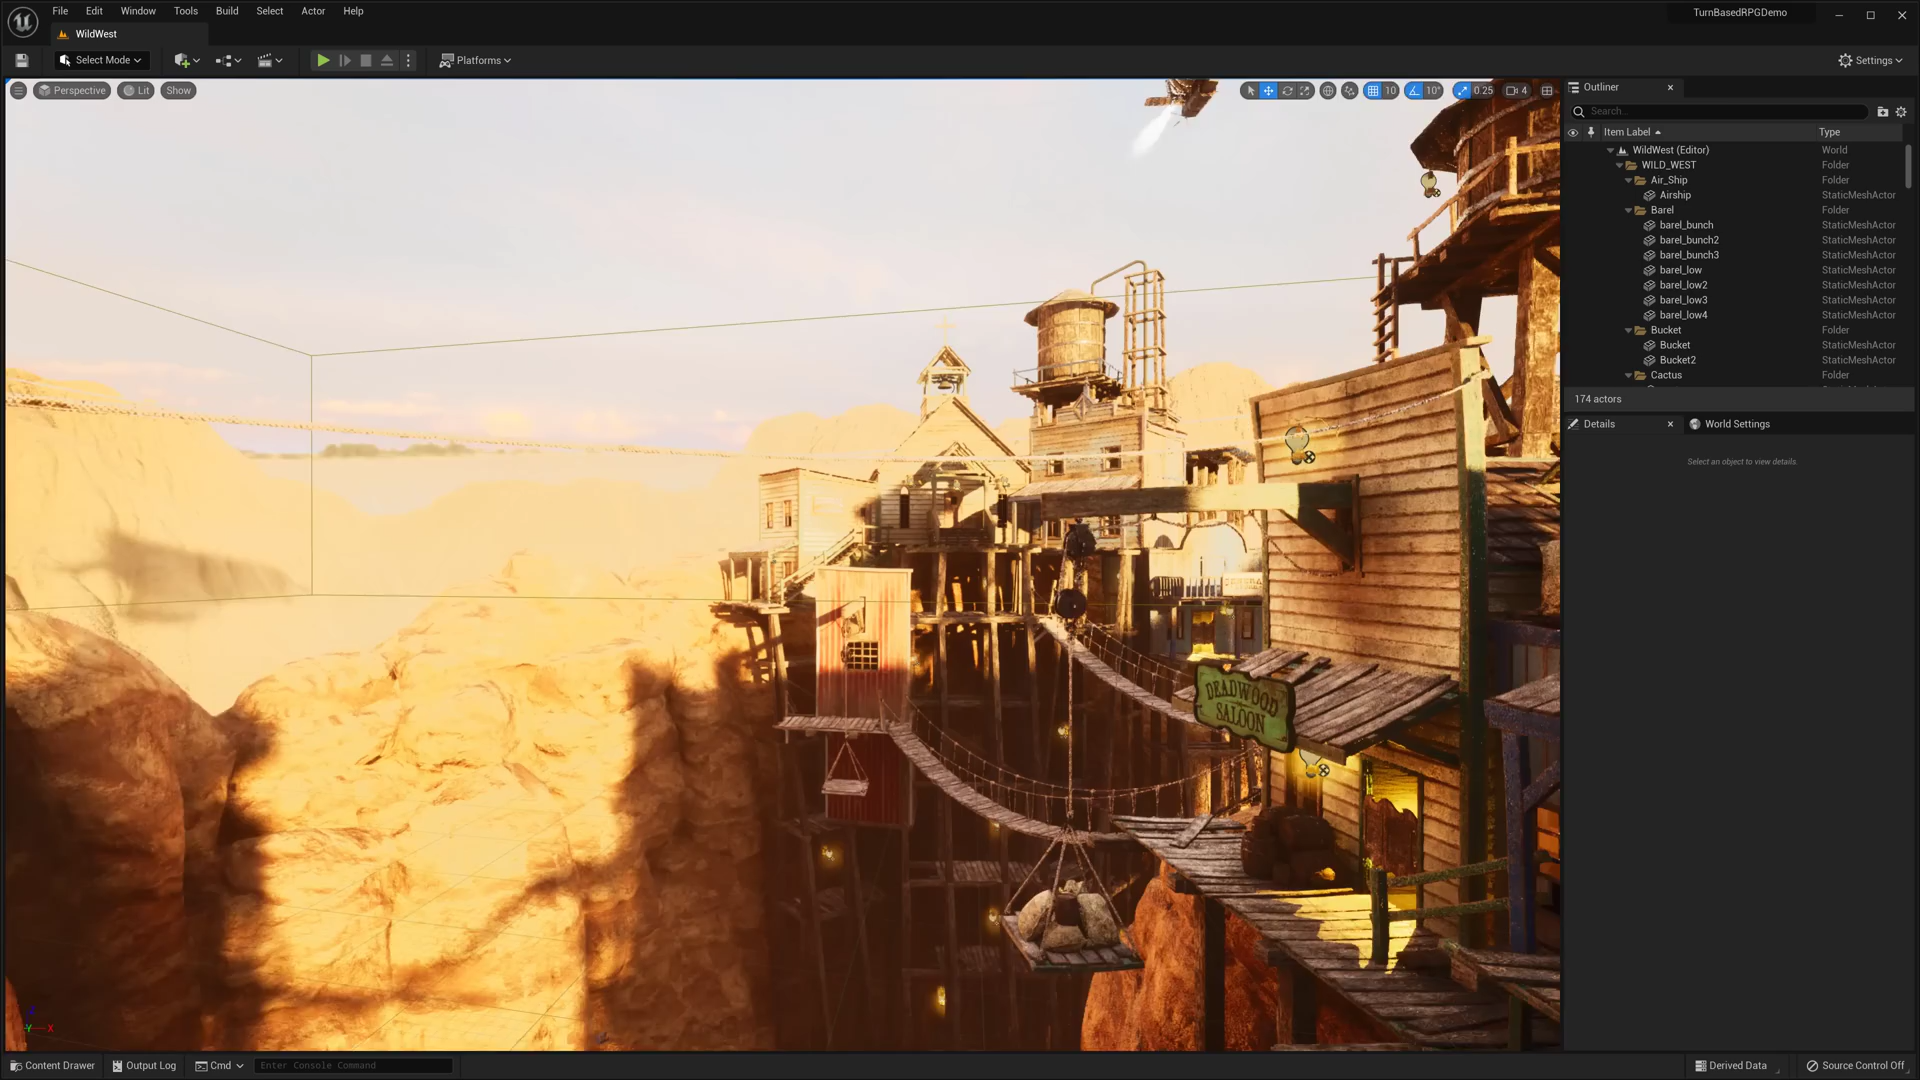 File Edit Window Tools Build Select Actor Help
TurnBasedRPGDemo
WildWest
Select Mode
Platforms
Settings
Perspective Lit Show
10 10° 0.25 4
Outliner
Search...
Item Label Type
WildWest (Editor) World
WILD_WEST Folder
Air_Ship Folder
Airship StaticMeshActor
Barel Folder
barel_bunch StaticMeshActor
barel_bunch2 StaticMeshActor
barel_bunch3 StaticMeshActor
barel_low StaticMeshActor
barel_low2 StaticMeshActor
barel_low3 StaticMeshActor
barel_low4 StaticMeshActor
Bucket Folder
Bucket StaticMeshActor
Bucket2 StaticMeshActor
Cactus Folder
174 actors
Details World Settings
Select an object to view details.
DEADWOOD
SALOON
Y X
Content Drawer Output Log Cmd Enter Console Command
Derived Data Source Control Off